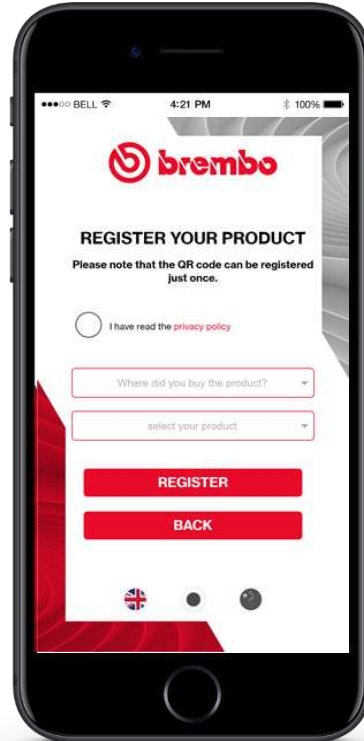 BELL 4:21 PM 100%
brembo
REGISTER YOUR PRODUCT
Please note that the QR code can be registered
just once.
I have read the privacy policy
Where did you buy the product?
select your product
REGISTER
BACK